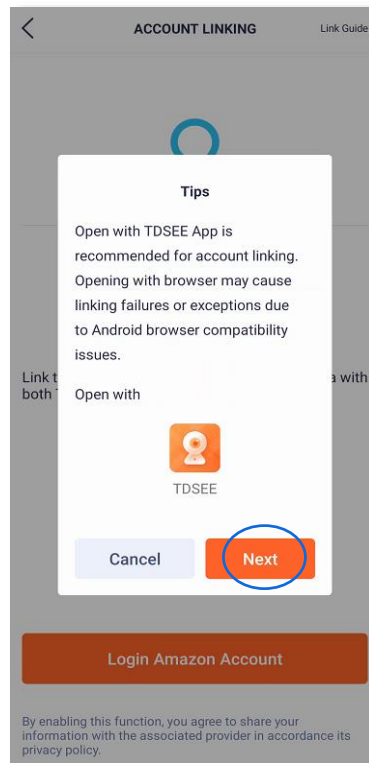 ACCOUNT LINKING
Link Guide
Tips
Open with TDSEE App is
recommended for account linking.
Opening with browser may cause
linking failures or exceptions due
to Android browser compatibility
issues.
Link t
a with
both
Open with
TDSEE
Cancel
Next
Login Amazon Account
By enabling this function, you agree to share your
information with the associated provider in accordance its
privacy policy.